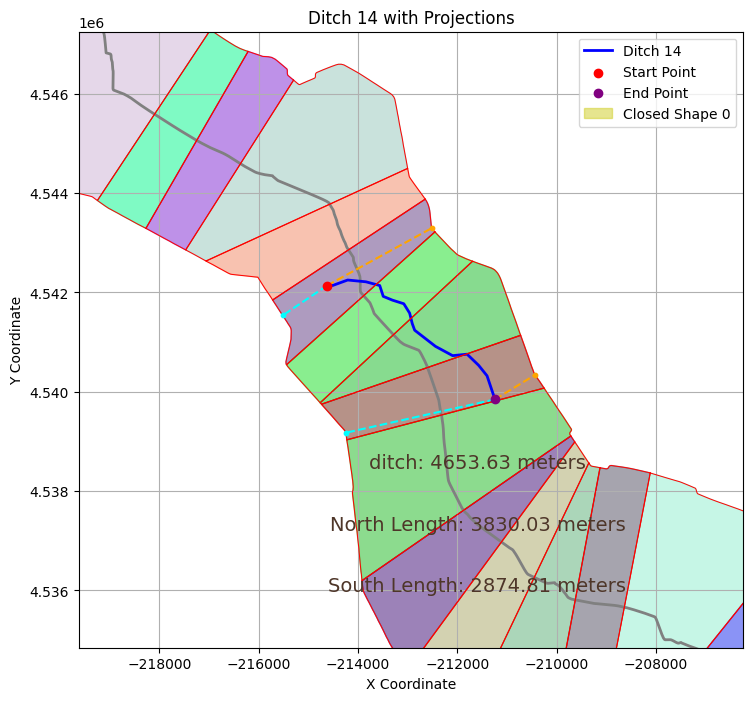 Ditch 14 with Projections
1e6
Ditch 14
Start Point
End Point
Closed Shape 0
4.546
4.544
4.542
4.540
4.538
4.536
Y Coordinate
ditch: 4653.63 meters
North Length: 3830.03 meters
South Length: 2874.81 meters
−218000 −216000 −214000 −212000 −210000 −208000
X Coordinate